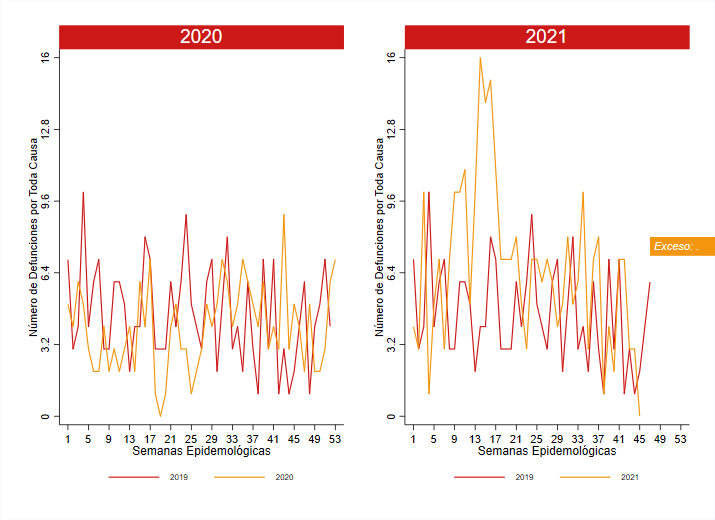 2020
Número de Defunciones por Toda Causa
16
12.8
9.6
6.4
3.2
0
1 5 9 13 17 21 25 29 33 37 41 45 49 53
Semanas Epidemiológicas
2019 2020
2021
Número de Defunciones por Toda Causa
16
12.8
9.6
6.4
3.2
0
Exceso: .
1 5 9 13 17 21 25 29 33 37 41 45 49 53
Semanas Epidemiológicas
2019 2021